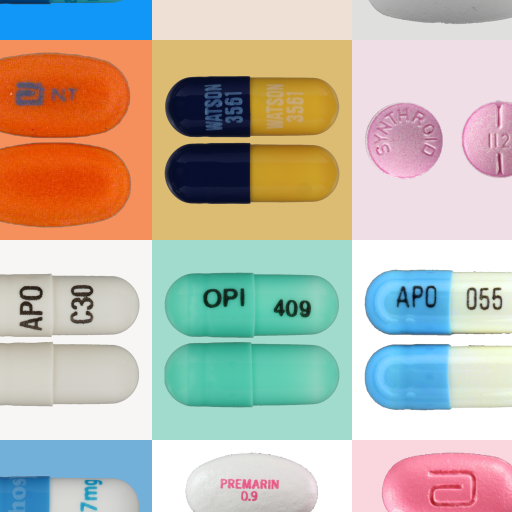 NT
WATSON
3561
WATSON
3561
SYNTHROID
112
APO
C30
OPI
409
APO
055
7mg
PREMARIN
0.9